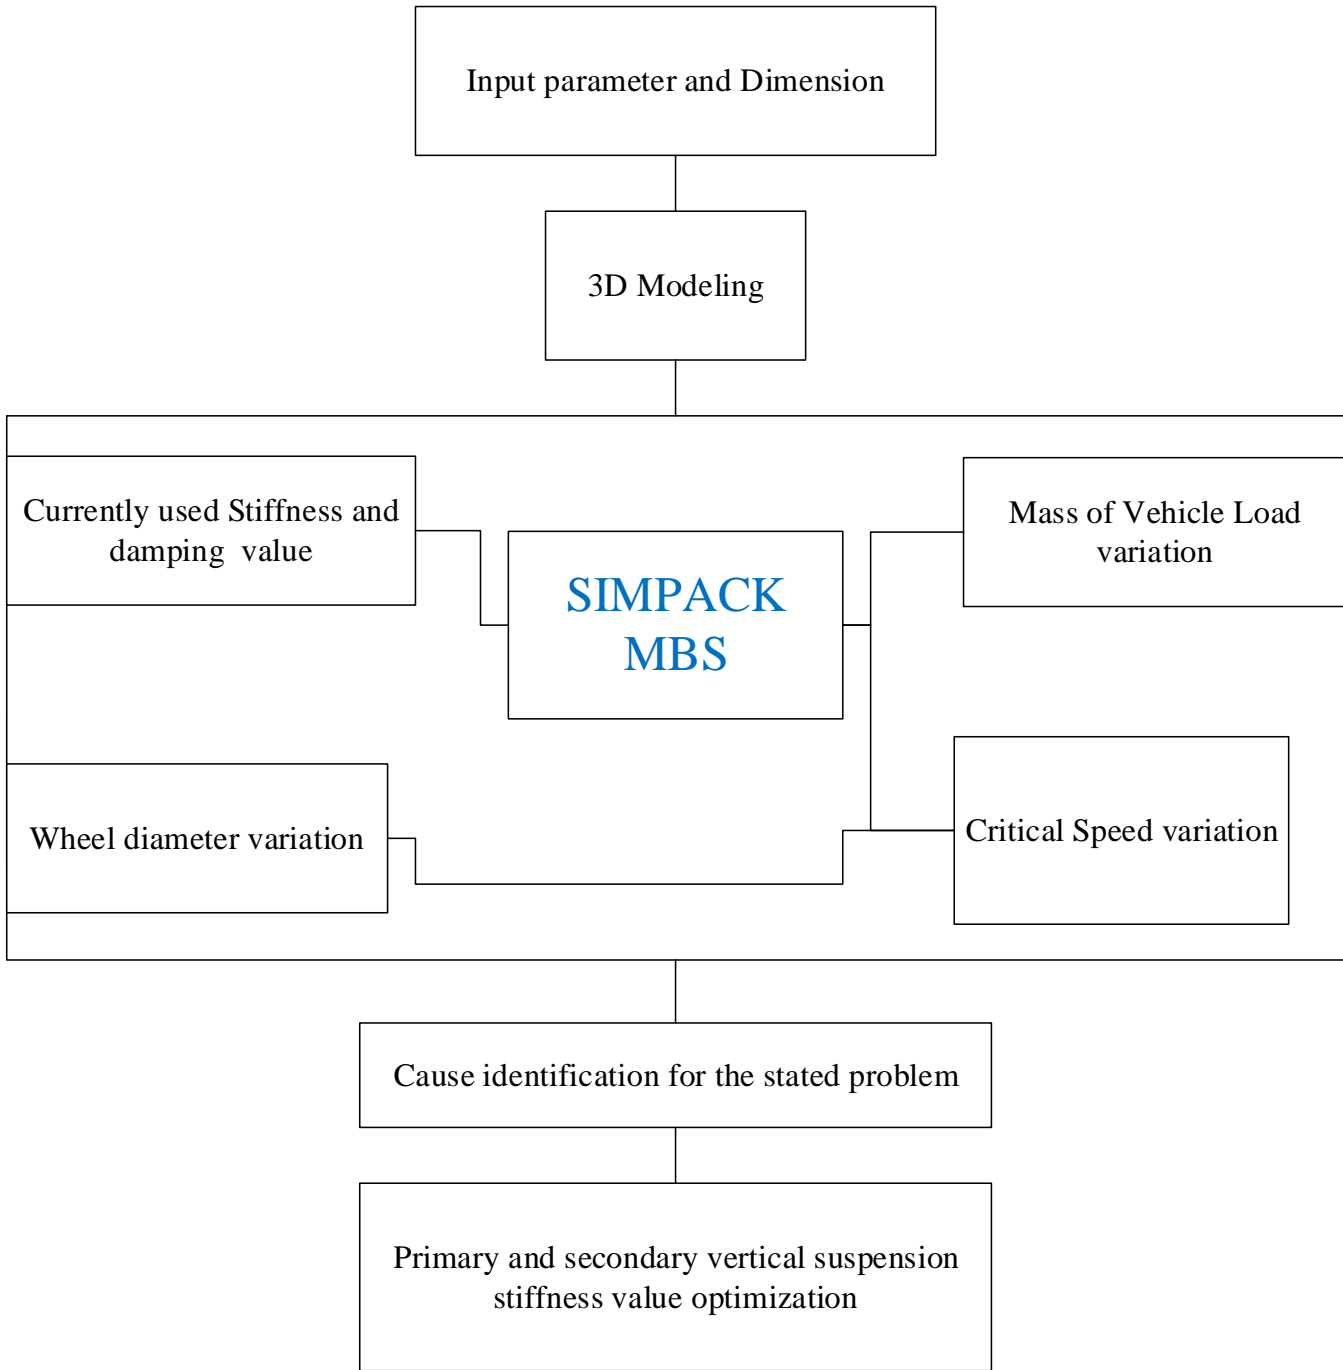 Input parameter and Dimension
3D Modeling
Currently used Stiffness and
damping  value
Mass of Vehicle Load
variation
SIMPACK
MBS
Wheel diameter variation
Critical Speed variation
Cause identification for the stated problem
Primary and secondary vertical suspension
stiffness value optimization